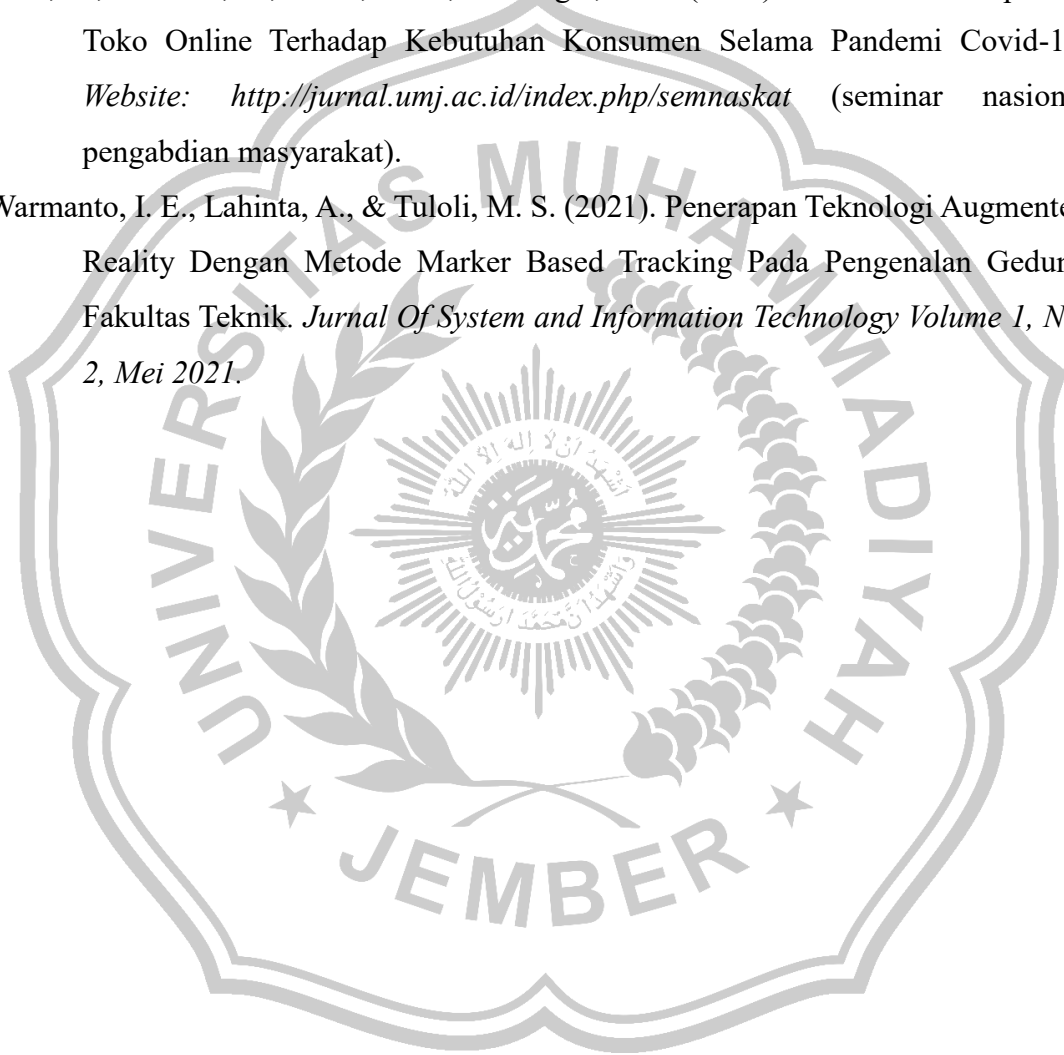 Toko Online Terhadap Kebutuhan Konsumen Selama Pandemi Covid-1
Website: http://jurnal.umj.ac.id/index.php/semnaskat (seminar nasion
pengabdian masyarakat).
Warmanto, I. E., Lahinta, A., & Tuloli, M. S. (2021). Penerapan Teknologi Augmente
Reality Dengan Metode Marker Based Tracking Pada Pengenalan Gedun
Fakultas Teknik. Jurnal Of System and Information Technology Volume 1, N
2, Mei 2021.
UNIVERSITAS MUHAMMADIYAH
JEMBER